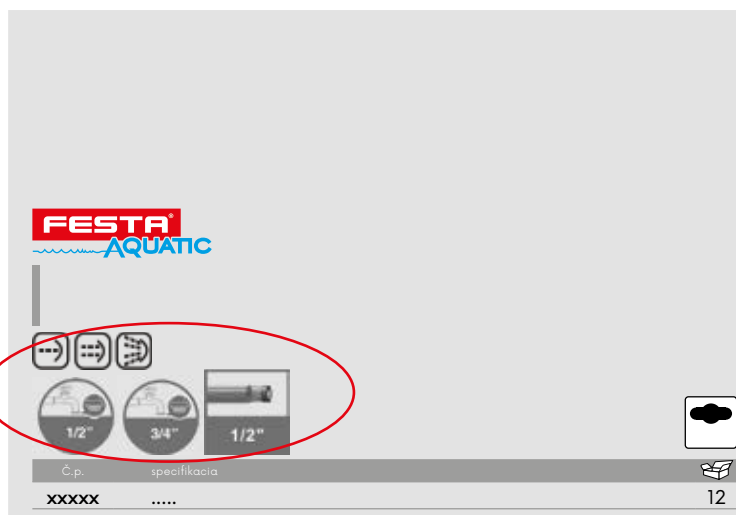 FESTA®
AQUATIC
1/2" 3/4" 1/2"
Č.p. specifikacia
xxxxx ..... 12